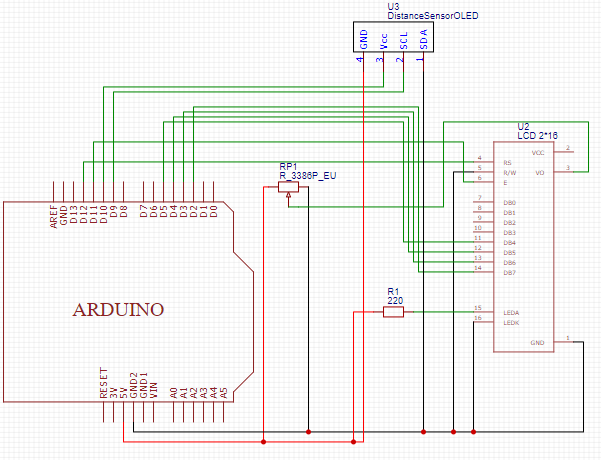 U3
DistanceSensorOLED
GND
Vcc
SCL
SDA
4
3
2
1
U2
LCD 2*16
VCC
2
4
RS
5
R/W
VO
3
6
E
RP1
R_3386P_EU
7
DB0
8
DB1
9
DB2
10
DB3
11
DB4
12
DB5
13
DB6
14
DB7
AREF
GND
D13
D12
D11
D10
D9
D8
D7
D6
D5
D4
D3
D2
D1
D0
R1
220
15
LEDA
16
LEDK
GND
1
ARDUINO
RESET
3V
5V
GND2
GND1
VIN
A0
A1
A2
A3
A4
A5